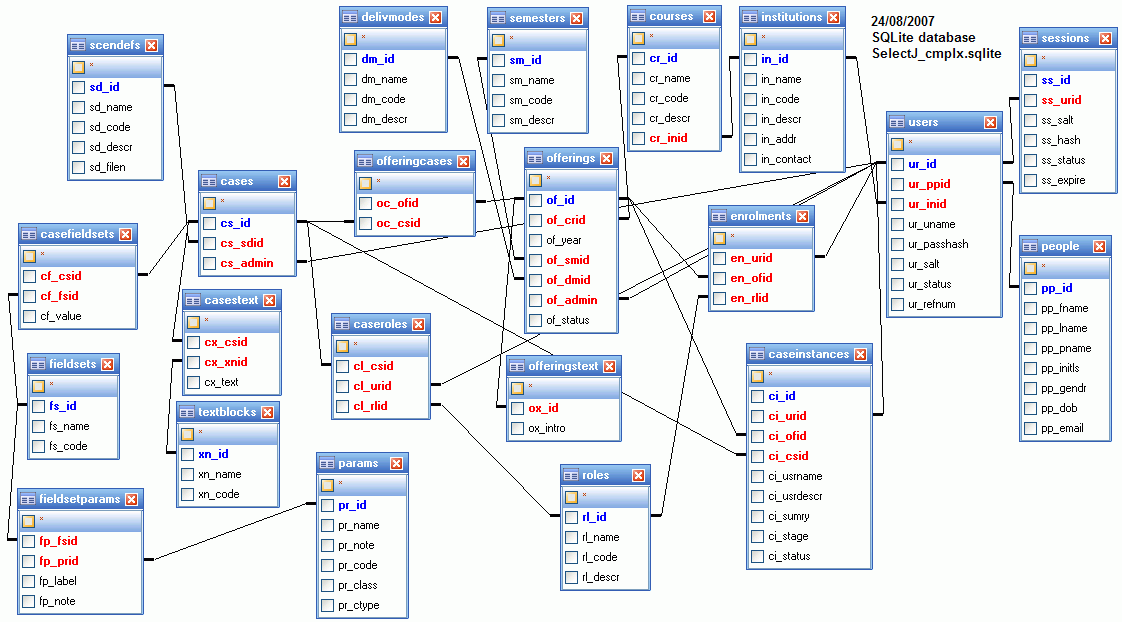 24/08/2007
SQLite database
SelectJ_cmplx.sqlite
scendefs
*
sd_id
sd_name
sd_code
sd_descr
sd_filen
delivmodes
*
dm_id
dm_name
dm_code
dm_descr
semesters
*
sm_id
sm_name
sm_code
sm_descr
courses
*
cr_id
cr_name
cr_code
cr_descr
cr_inid
institutions
*
in_id
in_name
in_code
in_descr
in_addr
in_contact
sessions
*
ss_id
ss_urid
ss_salt
ss_hash
ss_status
ss_expire
users
*
ur_id
ur_ppid
ur_inid
ur_uname
ur_passhash
ur_salt
ur_status
ur_refnum
cases
*
cs_id
cs_sdid
cs_admin
offeringcases
*
oc_ofid
oc_csid
offerings
*
of_id
of_crid
of_year
of_smid
of_dmid
of_admin
of_status
enrolments
*
en_urid
en_ofid
en_rlid
people
*
pp_id
pp_fname
pp_lname
pp_pname
pp_initls
pp_gendr
pp_dob
pp_email
casefieldsets
*
cf_csid
cf_fsid
cf_value
casestext
*
cx_csid
cx_xnid
cx_text
caseroles
*
cl_csid
cl_urid
cl_rlid
offeringstext
*
ox_id
ox_intro
caseinstances
*
ci_id
ci_urid
ci_ofid
ci_csid
ci_usrname
ci_usrdescr
ci_sumry
ci_stage
ci_status
fieldsets
*
fs_id
fs_name
fs_code
textblocks
*
xn_id
xn_name
xn_code
params
*
pr_id
pr_name
pr_note
pr_code
pr_class
pr_ctype
roles
*
rl_id
rl_name
rl_code
rl_descr
fieldsetparams
*
fp_fsid
fp_prid
fp_label
fp_note